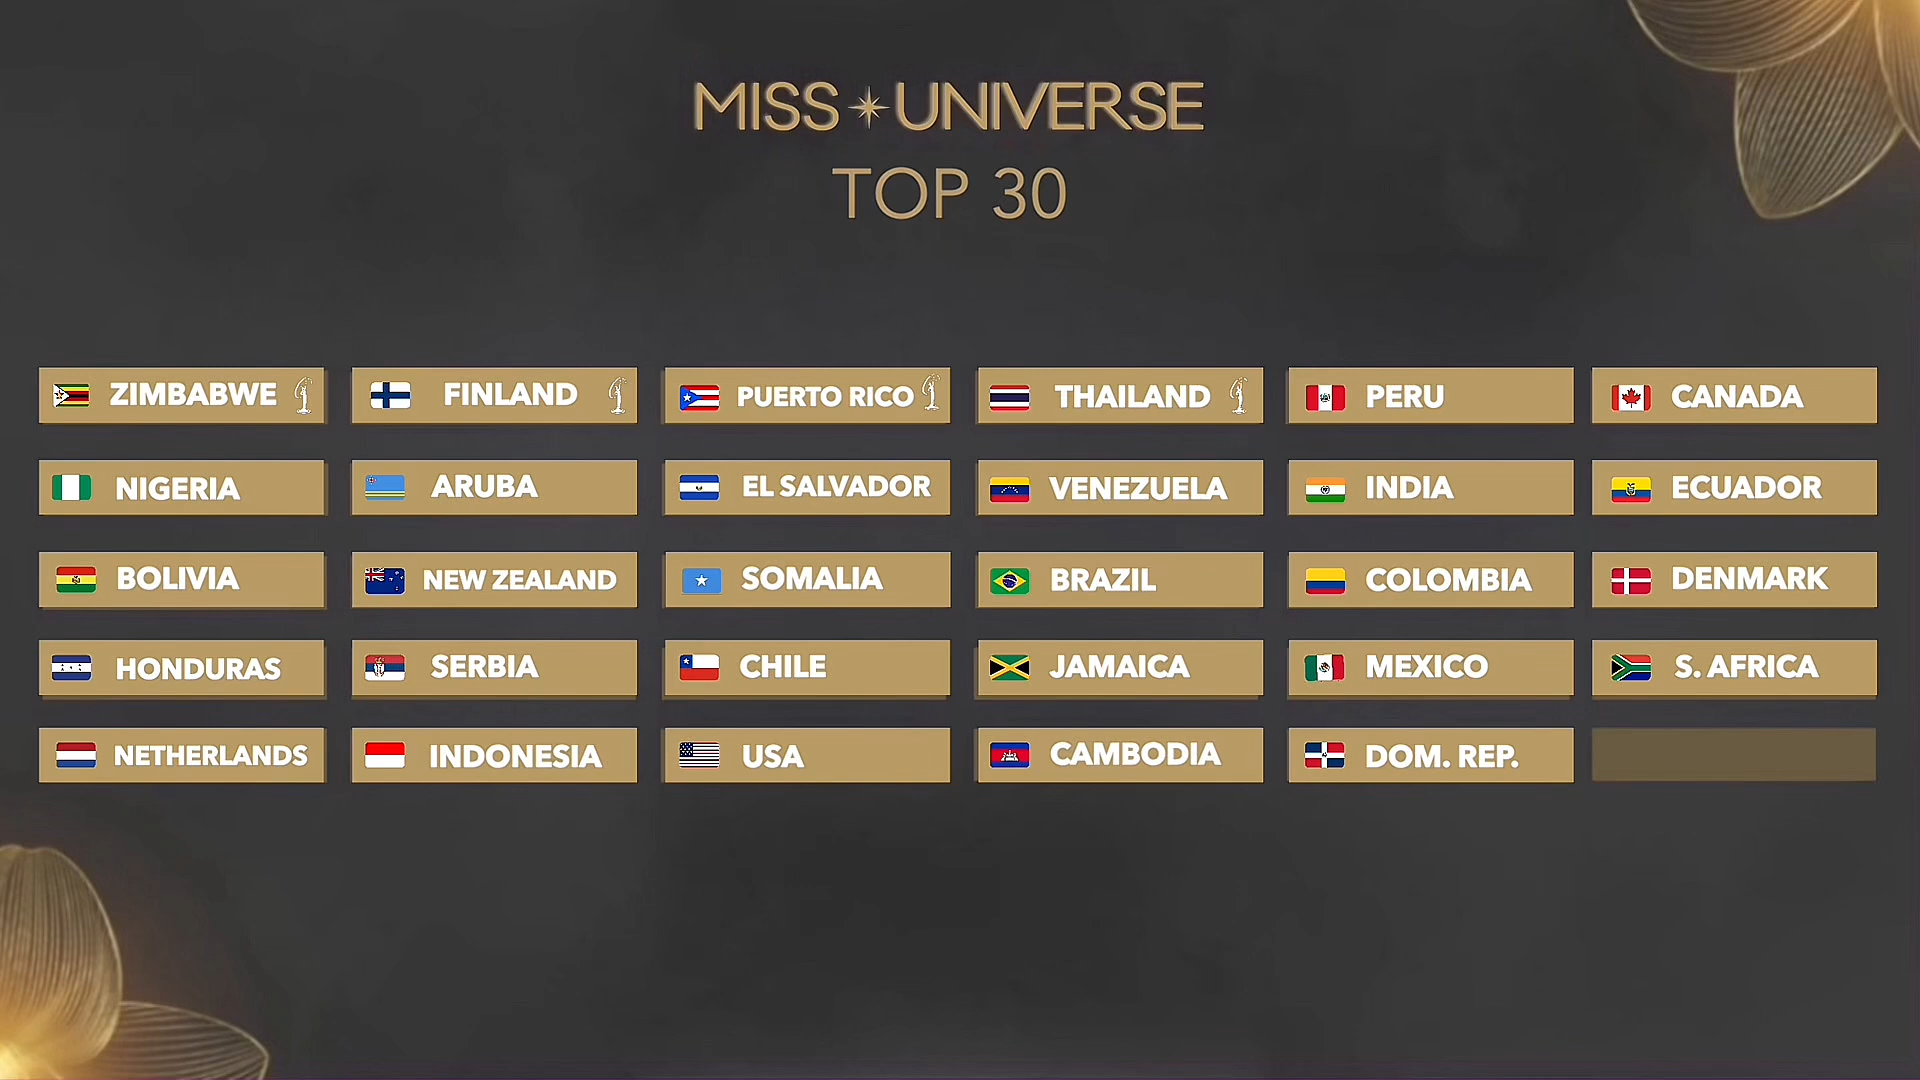 MISS UNIVERSE
TOP 30
ZIMBABWE FINLAND PUERTO RICO THAILAND PERU CANADA
NIGERIA ARUBA EL SALVADOR VENEZUELA INDIA ECUADOR
BOLIVIA NEW ZEALAND SOMALIA BRAZIL COLOMBIA DENMARK
HONDURAS SERBIA CHILE JAMAICA MEXICO S. AFRICA
NETHERLANDS INDONESIA USA CAMBODIA DOM. REP.